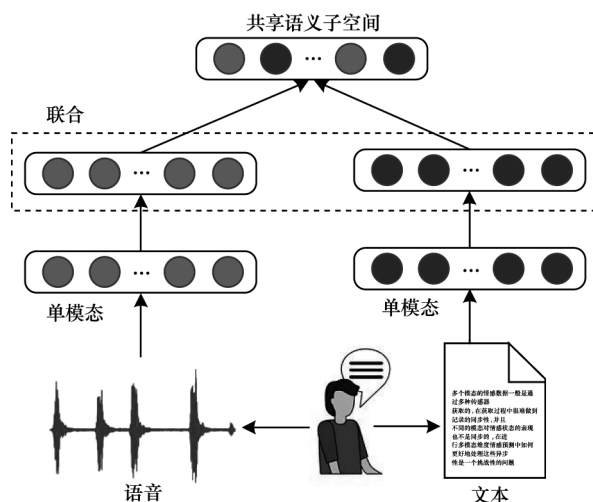 共享语义子空间
...
联合
...
...
...
...
单模态
单模态
多个模态的情感数据一般是通
过多种传感器
获取的,在获取过程中很难做到
记录的同步性,并且
不同的模态对情感状态的表现
也不是同步的,在进
行多模态维度情感预测中如何
更好地处理这些异步
性是一个挑战性的问题
语音
文本